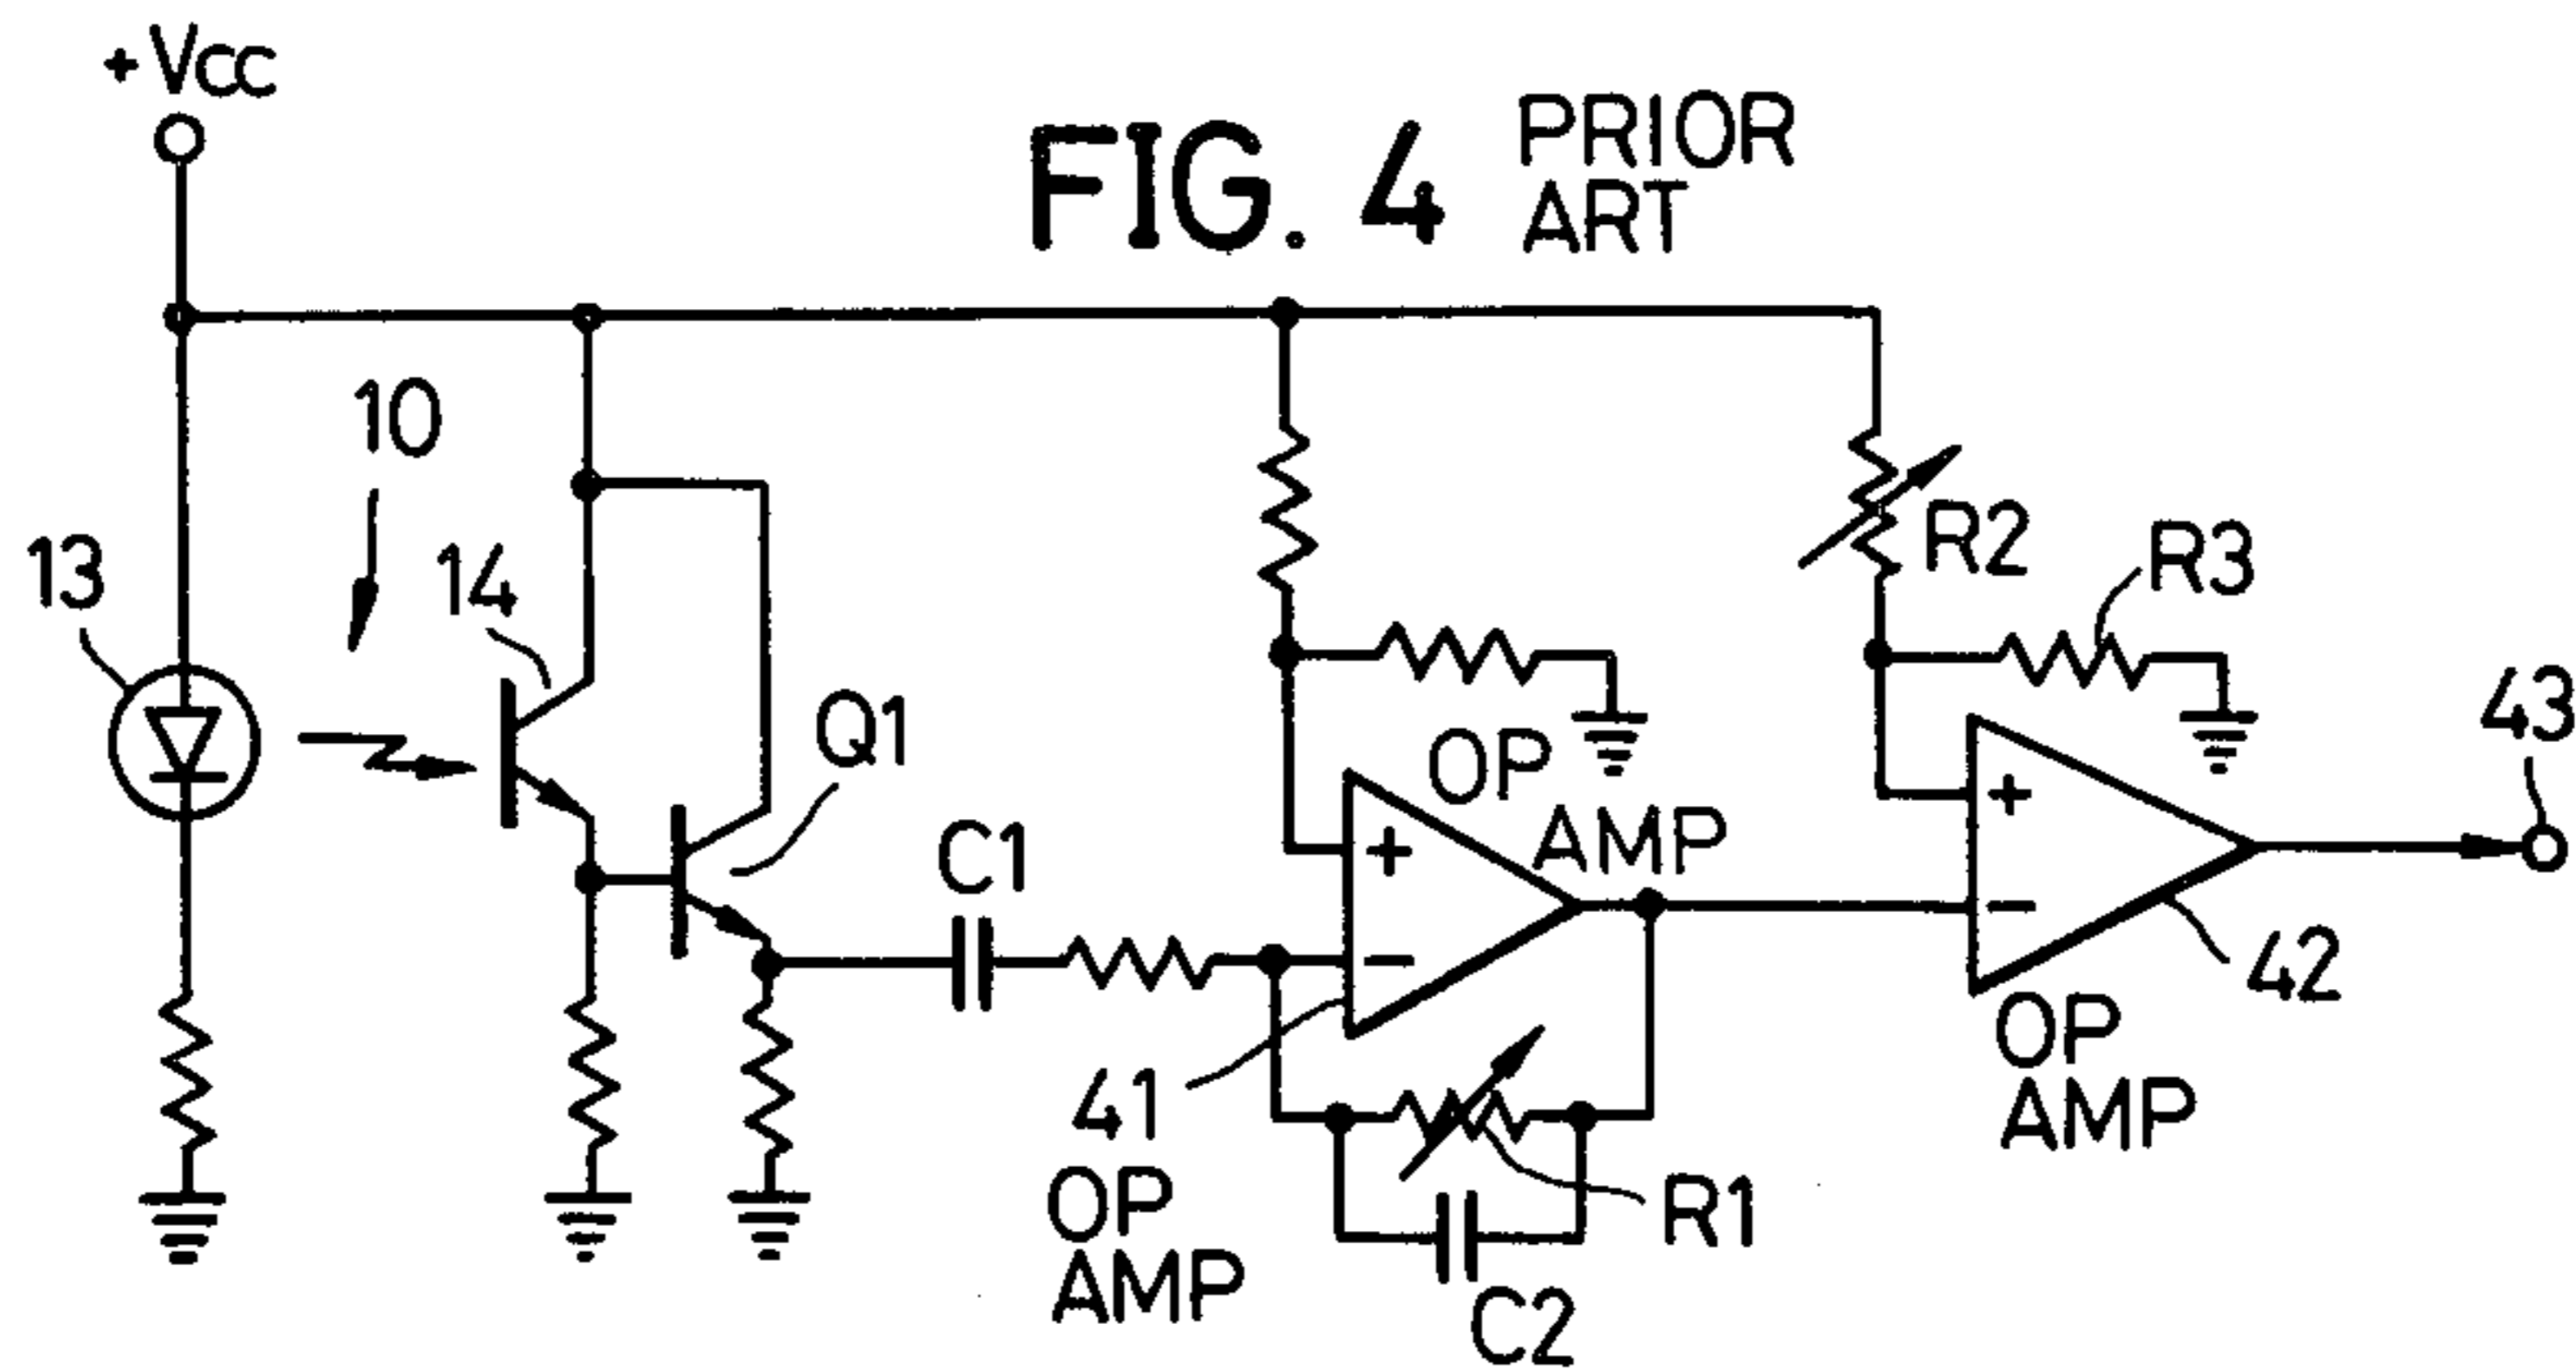 + Vcc
FIG. 4 PRIOR
ART
10
13
14
Q1
C1
R2
R3
43
OP
AMP
+
−
+
−
42
OP
AMP
41
OP
AMP
R1
C2